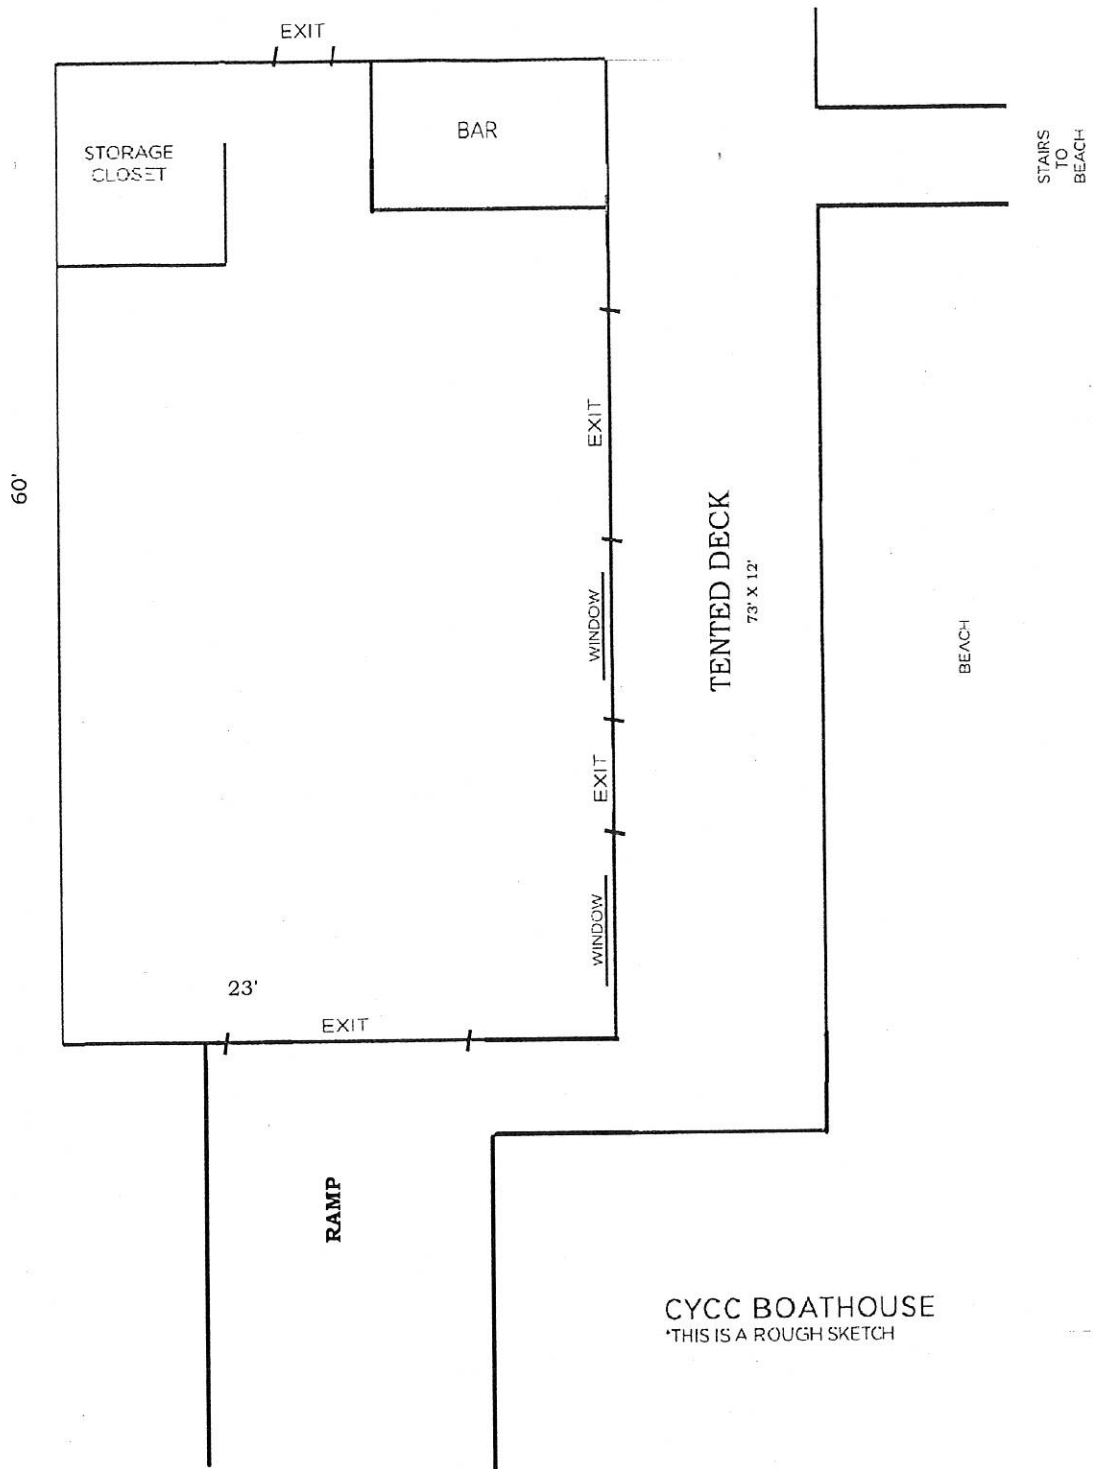 EXIT
STORAGE
CLOSET
BAR
STAIRS
TO
BEACH
60'
EXIT
WINDOW
TENTED DECK
73' X 12'
BEACH
EXIT
WINDOW
23'
EXIT
RAMP
CYCC BOATHOUSE
*THIS IS A ROUGH SKETCH